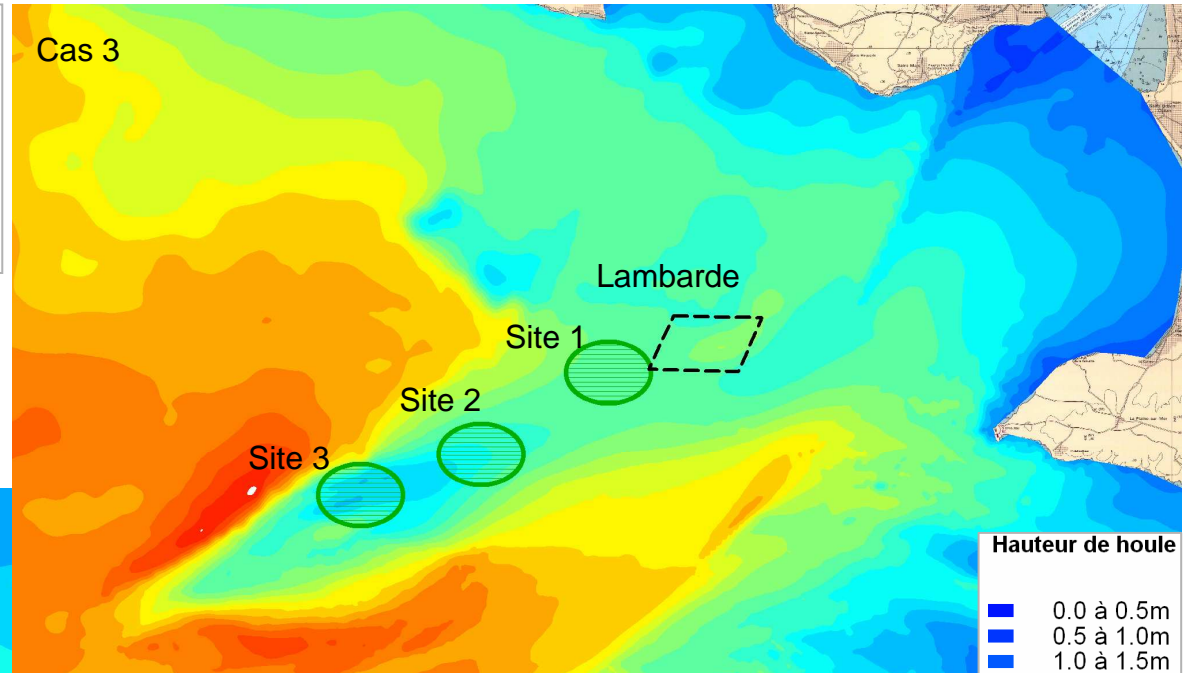 Cas 3
Lambarde
Site 1
Site 2
Site 3
Hauteur de houle
0.0 à 0.5m
0.5 à 1.0m
1.0 à 1.5m